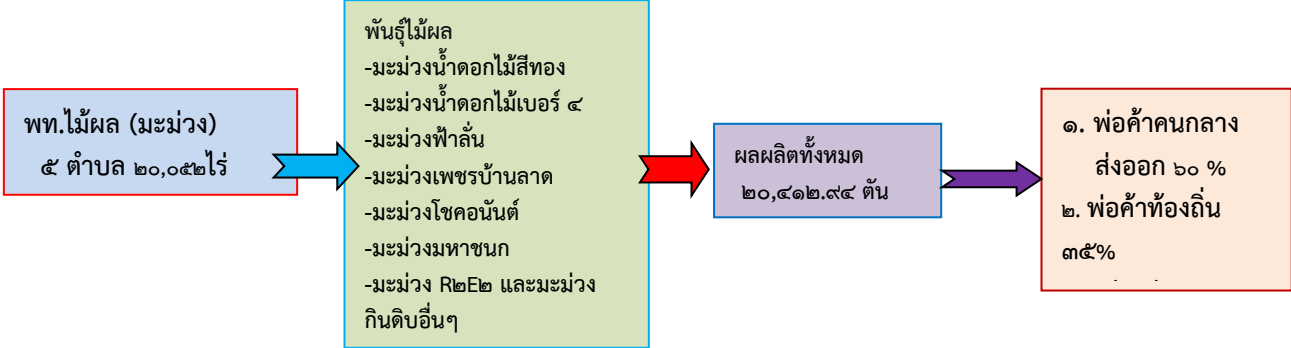 พท.ไม้ผล (มะม่วง)
๕ ตำบล ๒๐,๐๕๒ไร่
พันธุ์ไม้ผล
-มะม่วงน้ำดอกไม้สีทอง
-มะม่วงน้ำดอกไม้เบอร์ ๔
-มะม่วงฟ้าลั่น
-มะม่วงเพชรบ้านลาด
-มะม่วงโชคอนันต์
-มะม่วงมหาชนก
-มะม่วง R๒E๒ และมะม่วง
กินดิบอื่นๆ
ผลผลิตทั้งหมด
๒๐,๔๑๒.๙๔ ตัน
๑. พ่อค้าคนกลาง
ส่งออก ๖๐ %
๒. พ่อค้าท้องถิ่น
๓๕%